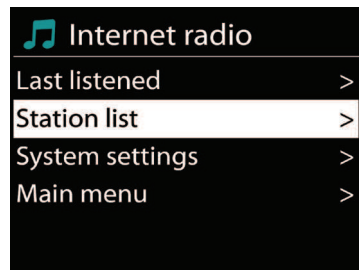 Internet radio
Last listened >
Station list >
System settings >
Main menu >